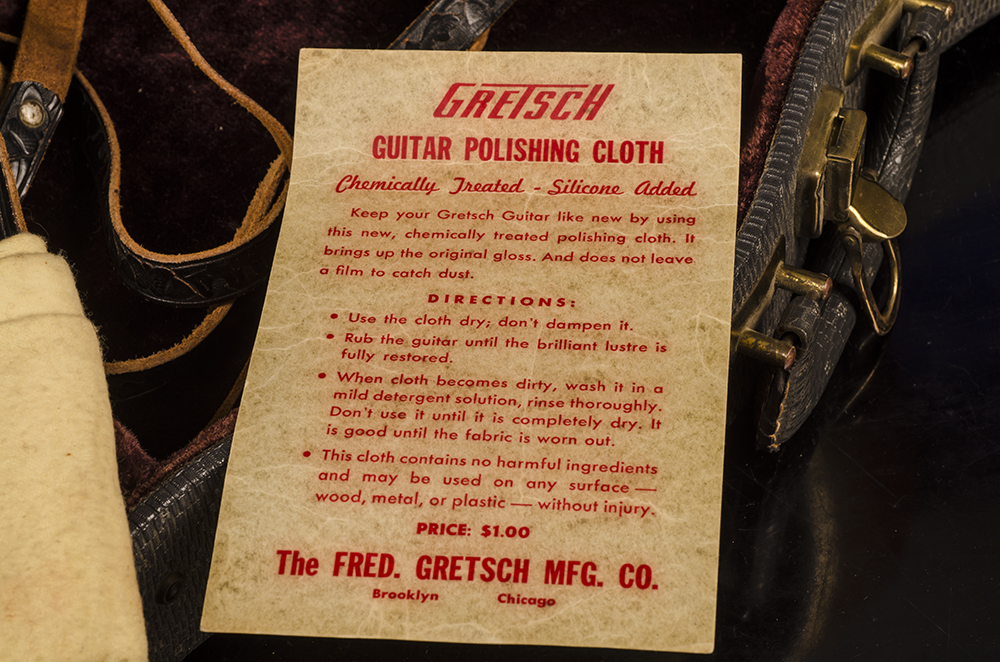 GRETSCH
GUITAR POLISHING CLOTH
Chemically Treated - Silicone Added
Keep your Gretsch Guitar like new by using
this new, chemically treated polishing cloth. It
brings up the original gloss. And does not leave
a film to catch dust.
DIRECTIONS:
• Use the cloth dry; don't dampen it.
• Rub the guitar until the brilliant lustre is
fully restored.
• When cloth becomes dirty, wash it in a
mild detergent solution, rinse thoroughly.
Don't use it until it is completely dry. It
is good until the fabric is worn out.
• This cloth contains no harmful ingredients
and may be used on any surface —
wood, metal, or plastic — without injury.
PRICE: $1.00
The FRED. GRETSCH MFG. CO.
Brooklyn Chicago